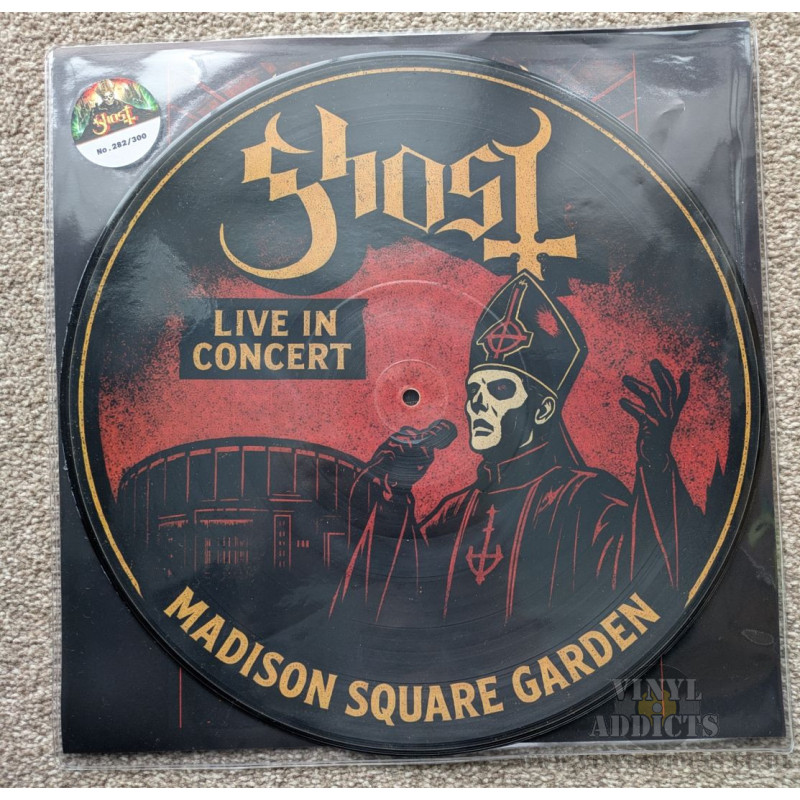 Ghost
No. 282/300
Ghost
LIVE IN
CONCERT
MADISON SQUARE GARDEN
VINYL
ADDICTS